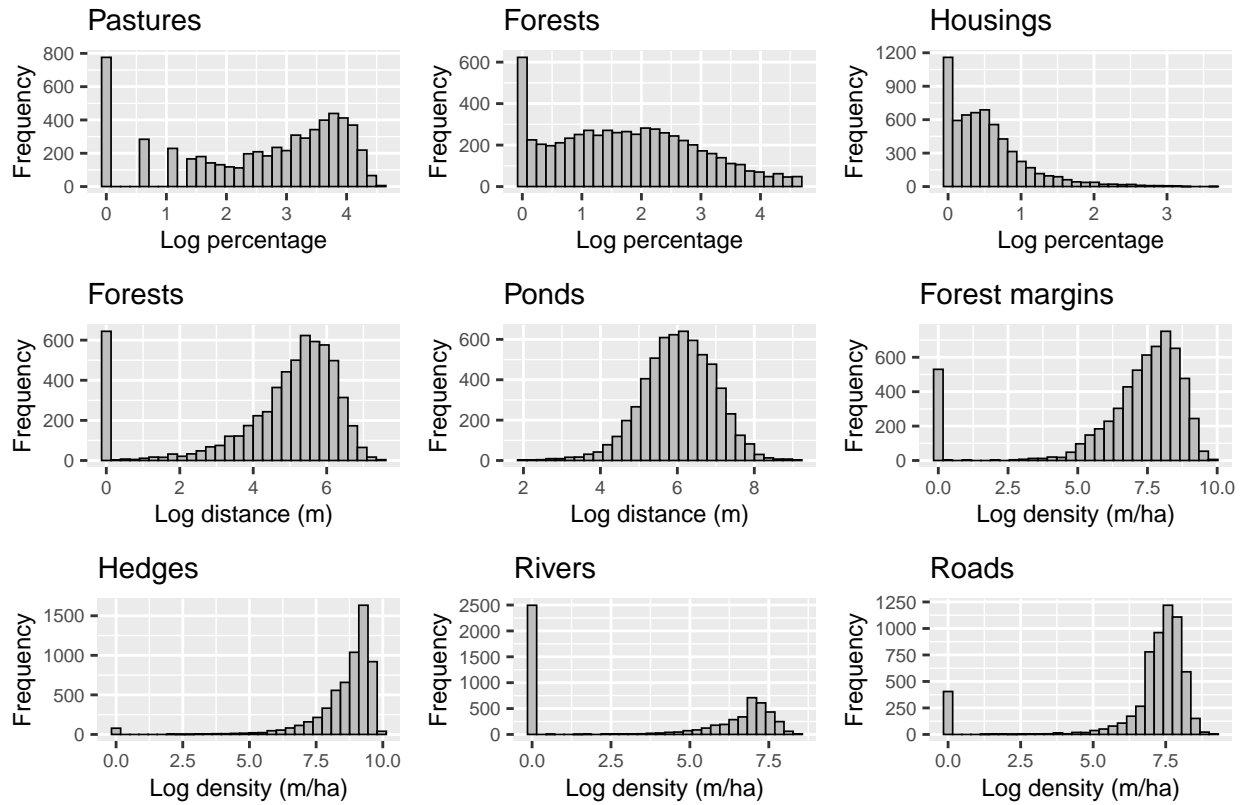 Pastures
800
600
400
200
0
Frequency
0 1 2 3 4
Log percentage
Forests
600
400
200
0
Frequency
0 1 2 3 4
Log percentage
Housings
1200
900
600
300
0
Frequency
0 1 2 3
Log percentage
Forests
600
400
200
0
Frequency
0 2 4 6
Log distance (m)
Ponds
600
400
200
0
Frequency
2 4 6 8
Log distance (m)
Forest margins
600
400
200
0
Frequency
0.0 2.5 5.0 7.5 10.0
Log density (m/ha)
Hedges
1500
1000
500
0
Frequency
0.0 2.5 5.0 7.5 10.0
Log density (m/ha)
Rivers
2500
2000
1500
1000
500
0
Frequency
0.0 2.5 5.0 7.5
Log density (m/ha)
Roads
1250
1000
750
500
250
0
Frequency
0.0 2.5 5.0 7.5
Log density (m/ha)